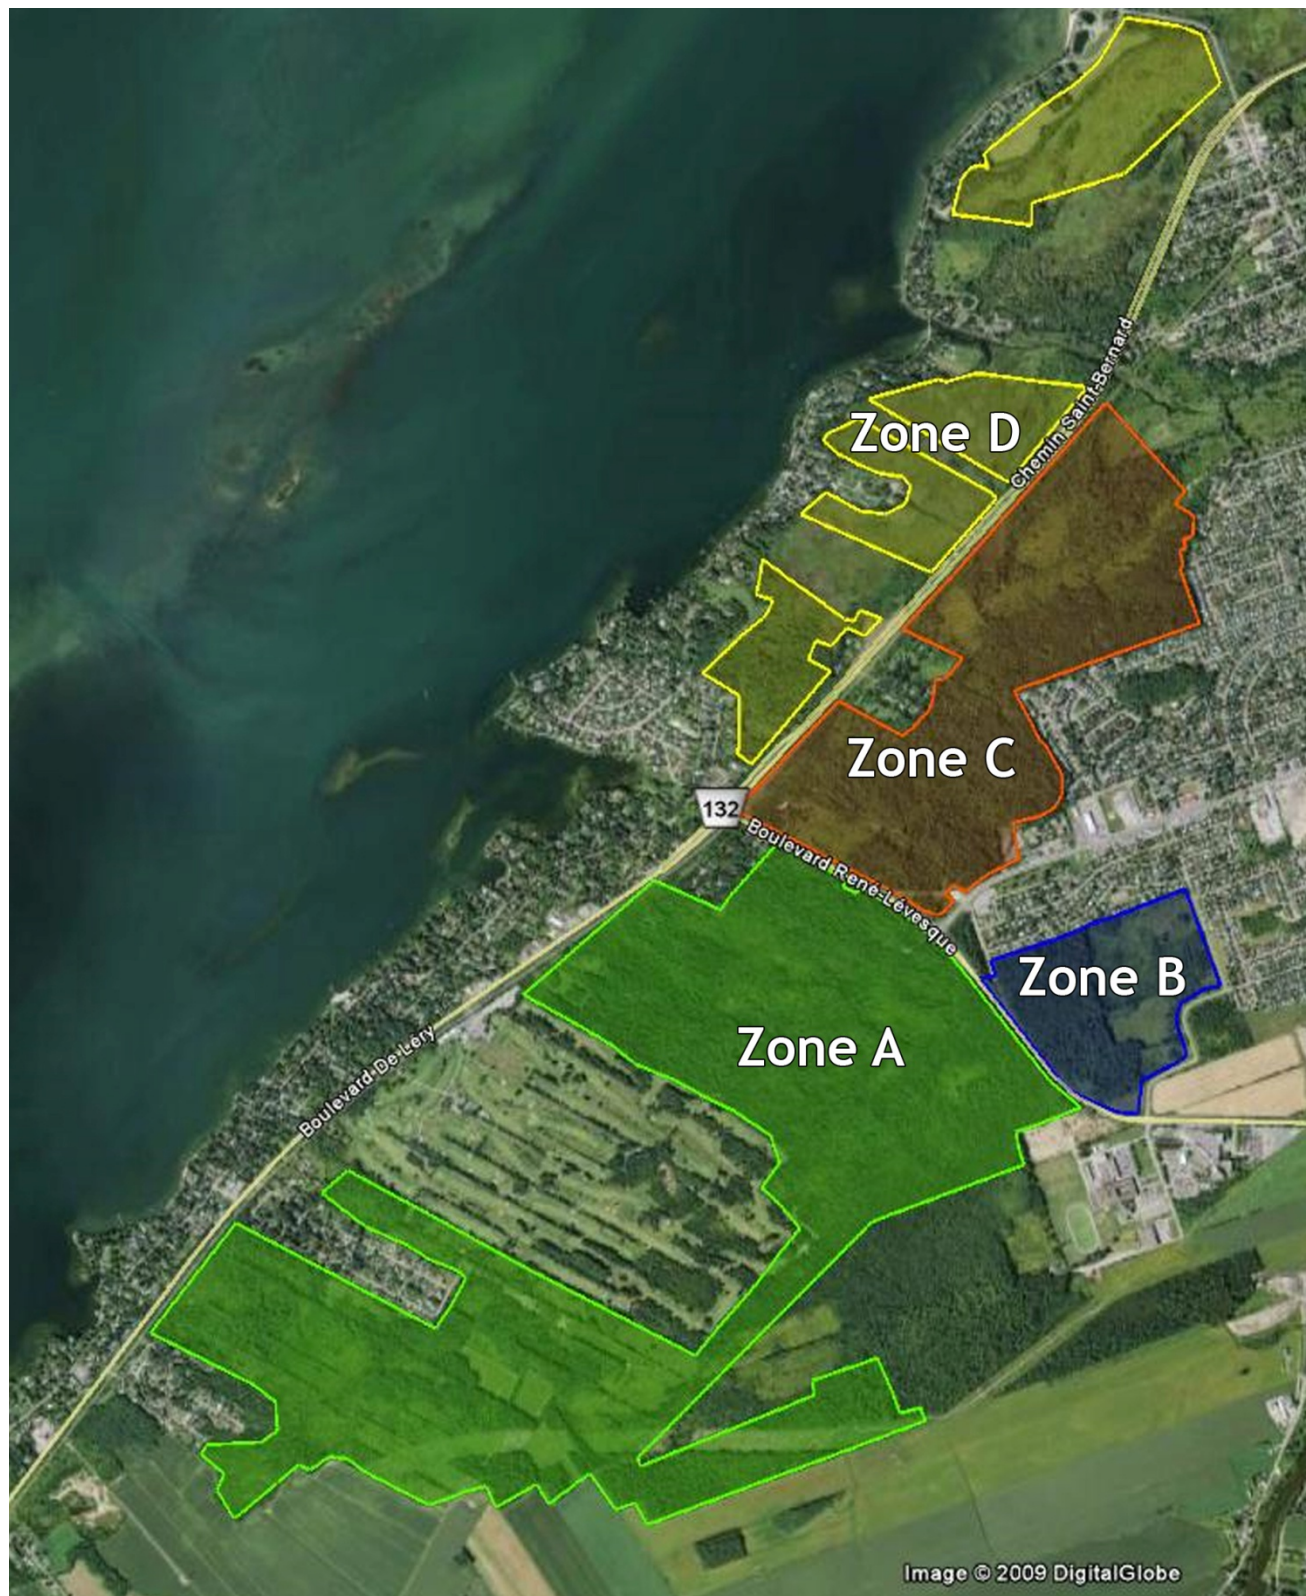 Chemin Saint-Bernard
Zone D
Zone C
132
Boulevard René-Lévesque
Zone B
Zone A
Boulevard De Léry
Image © 2009 DigitalGlobe